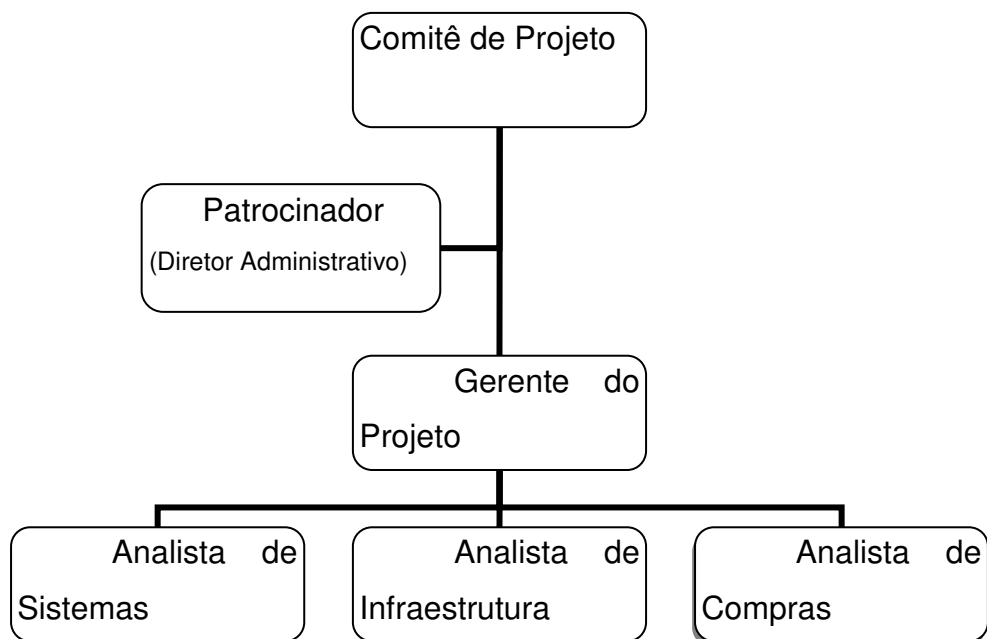 Comitê de Projeto
Patrocinador
(Diretor Administrativo)
Gerente do
Projeto
Analista de
Sistemas
Analista de
Infraestrutura
Analista de
Compras